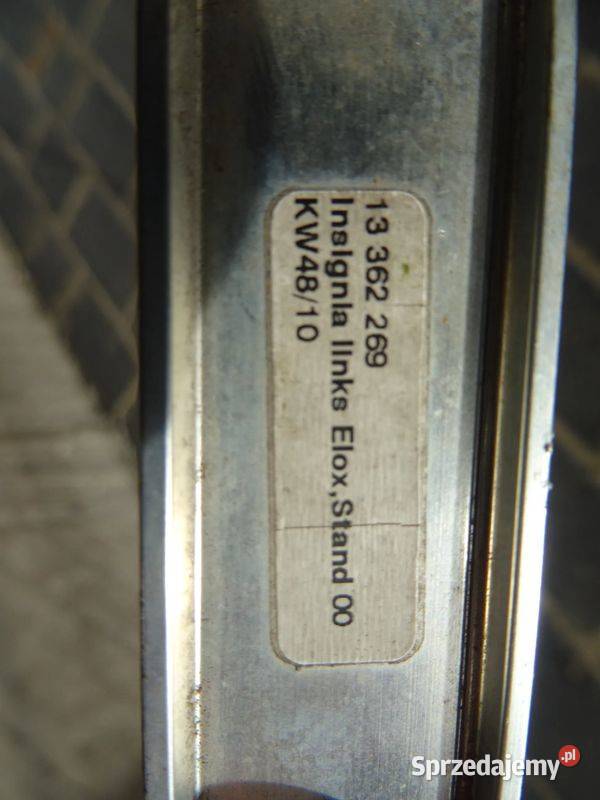 13 362 269
Insignia links Elox,Stand 00
KW48/10
Sprzedajemy.pl